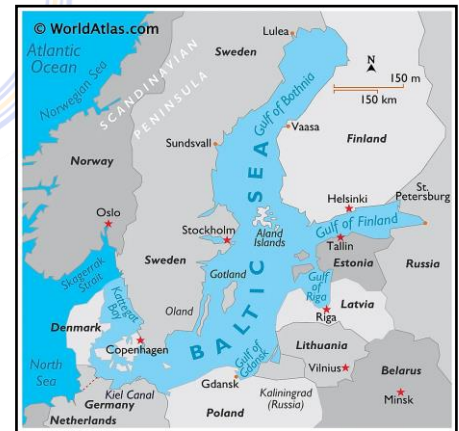 © WorldAtlas.com
Atlantic
Ocean
Norwegian Sea
SCANDINAVIAN
PENINSULA
Sweden
Lulea
N
150 m
150 km
Gulf of Bothnia
Vaasa
Sundsvall
Finland
Norway
Helsinki
St.
Petersburg
Oslo
Stockholm
Aland
Islands
Gulf of Finland
Tallin
Skagerrak
Strait
Sweden
Gotland
Estonia
Russia
Kattegat
Bay
Oland
BALTIC SEA
Gulf
of
Riga
Latvia
Riga
Denmark
Copenhagen
Lithuania
North
Sea
Vilnius
Belarus
Gulf of
Gdansk
Kiel Canal
Gdansk
Kaliningrad
(Russia)
Minsk
Germany
Poland
Netherlands